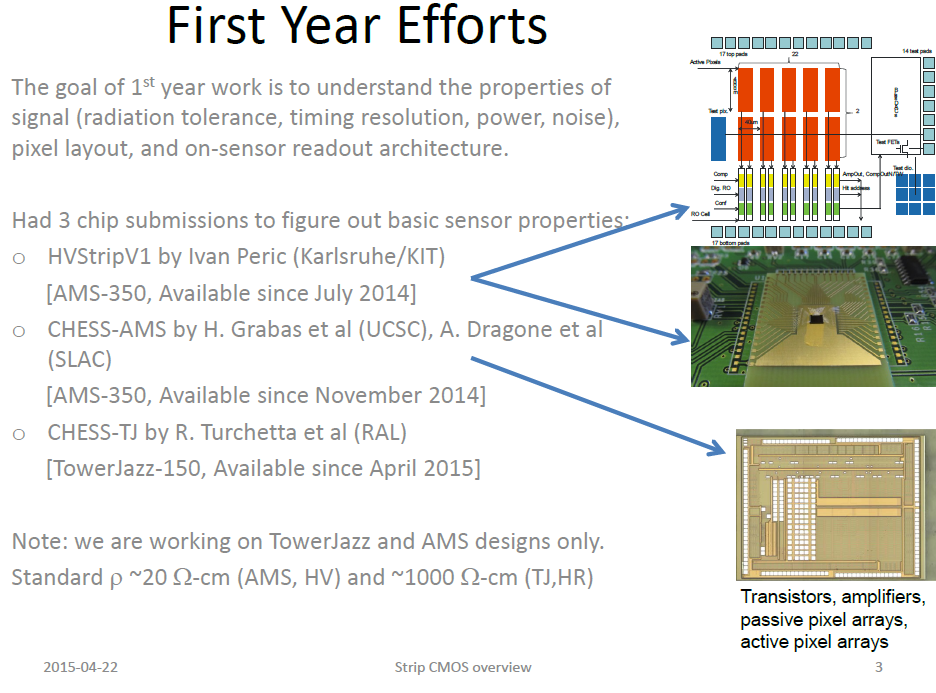 First Year Efforts
The goal of 1st year work is to understand the properties of
signal (radiation tolerance, timing resolution, power, noise),
pixel layout, and on-sensor readout architecture.
Had 3 chip submissions to figure out basic sensor properties:
○ HVStripV1 by Ivan Peric (Karlsruhe/KIT)
[AMS-350, Available since July 2014]
○ CHESS-AMS by H. Grabas et al (UCSC), A. Dragone et al
(SLAC)
[AMS-350, Available since November 2014]
○ CHESS-TJ by R. Turchetta et al (RAL)
[TowerJazz-150, Available since April 2015]
Note: we are working on TowerJazz and AMS designs only.
Standard ρ ~20 Ω-cm (AMS, HV) and ~1000 Ω-cm (TJ,HR)
17 top pads
22
14 test pads
Active Pixels
2
Test pix.
40um
Test FETs
Test dio.
Comp
AmpOut, CompOutN/TW
Dig. RO
Hit address
Conf
RO Cell
17 bottom pads
Transistors, amplifiers,
passive pixel arrays,
active pixel arrays
2015-04-22
Strip CMOS overview
3